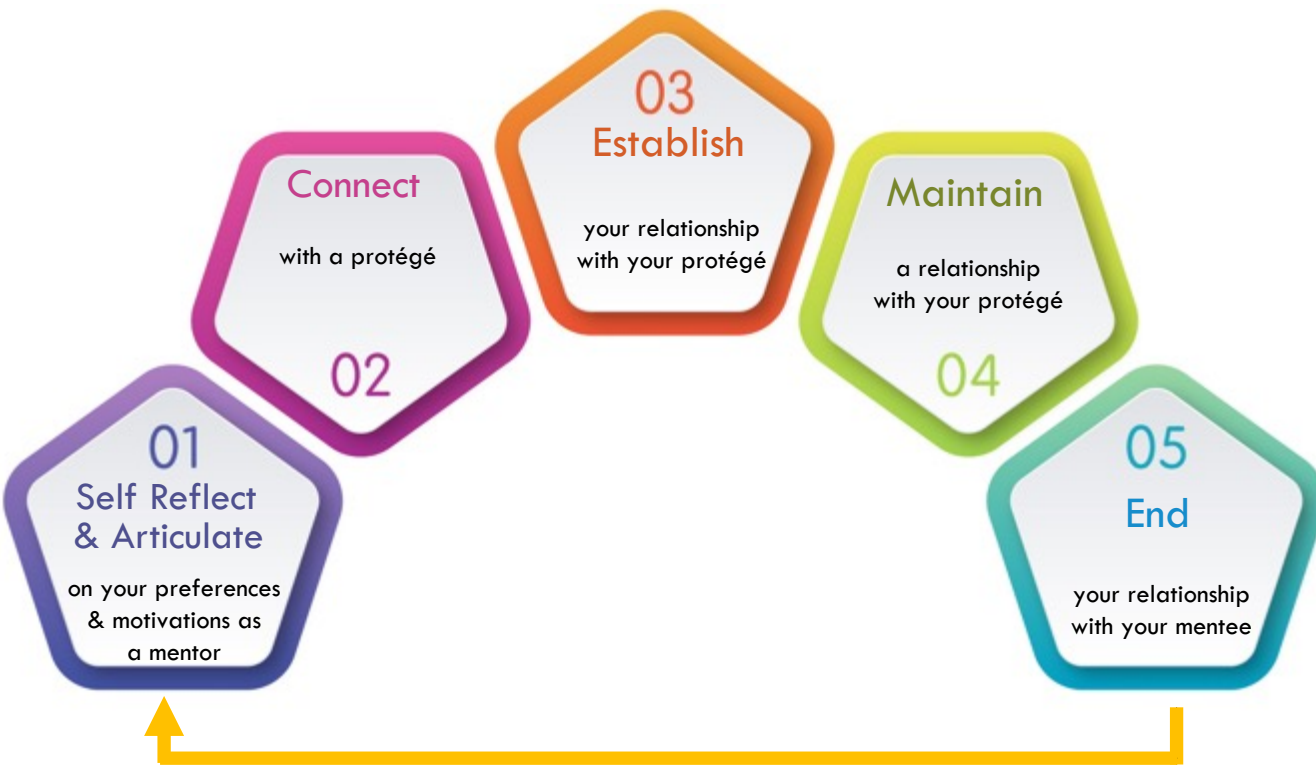 01
Self Reflect
& Articulate
on your preferences
& motivations as
a mentor
Connect
with a protégé
02
03
Establish
your relationship
with your protégé
Maintain
a relationship
with your protégé
04
05
End
your relationship
with your mentee